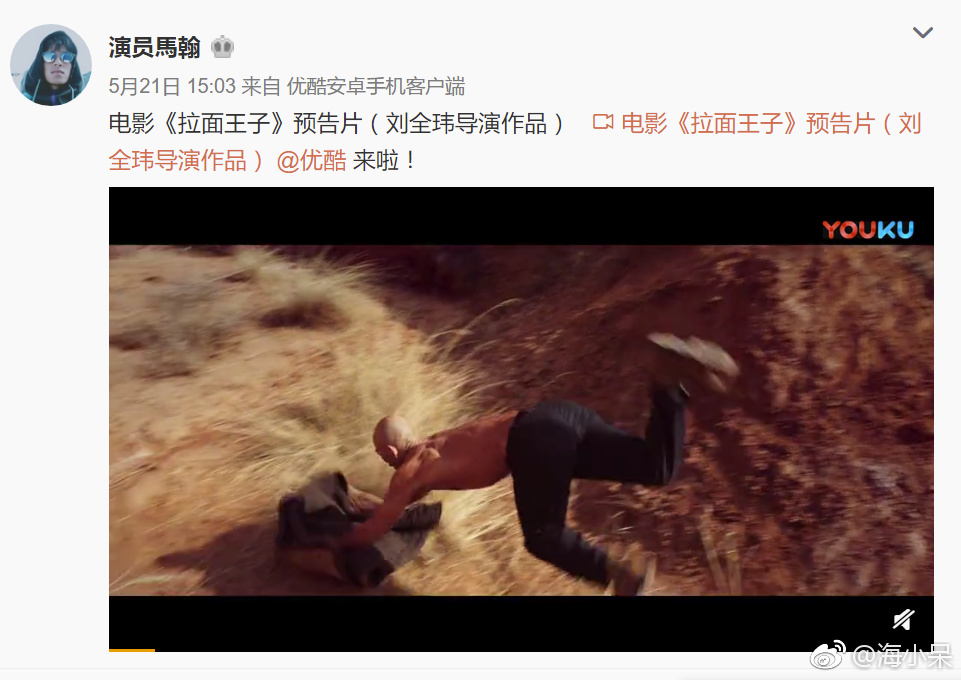 演员馬翰
5月21日 15:03 来自 优酷安卓手机客户端
电影《拉面王子》预告片（刘全玮导演作品） 电影《拉面王子》预告片（刘
全玮导演作品） @优酷 来啦！
YOUKU
@海小呆